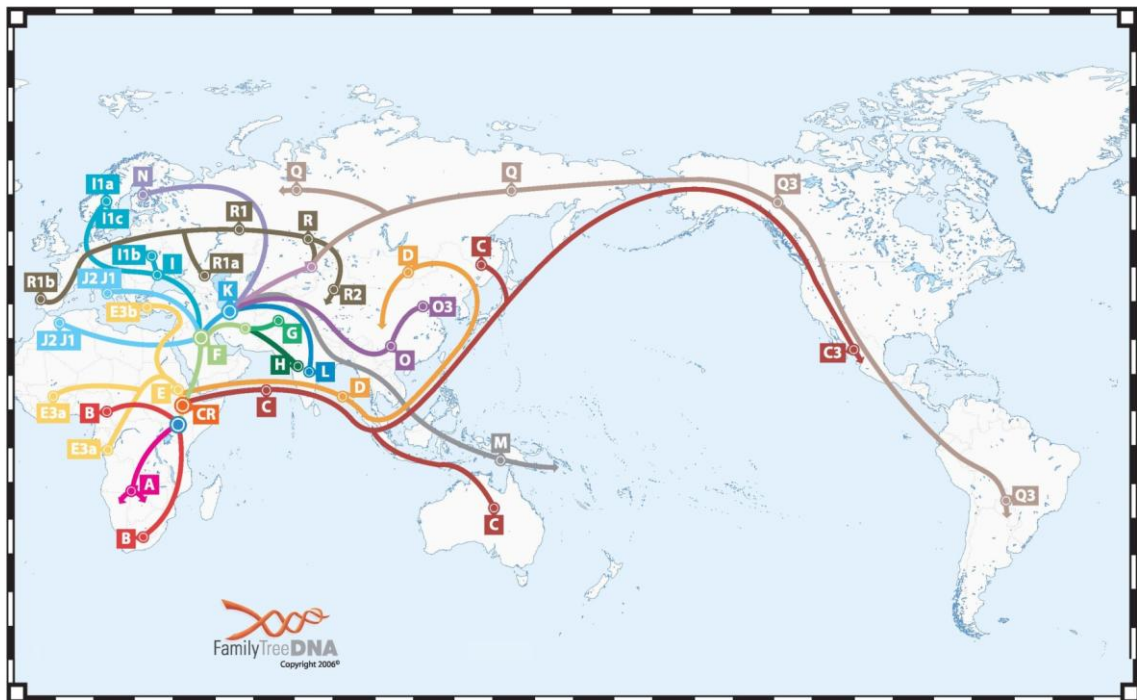 N
Q
Q
I1a
Q3
I1c
R1
R
C
I1b
I
D
R1a
J2 J1
K
R1b
R2
E3b
O3
G
J2 J1
F
O
C3
H
L
E
D
C
CR
E3a
B
E3a
M
A
Q3
C
B
FamilyTreeDNA
Copyright 2006©